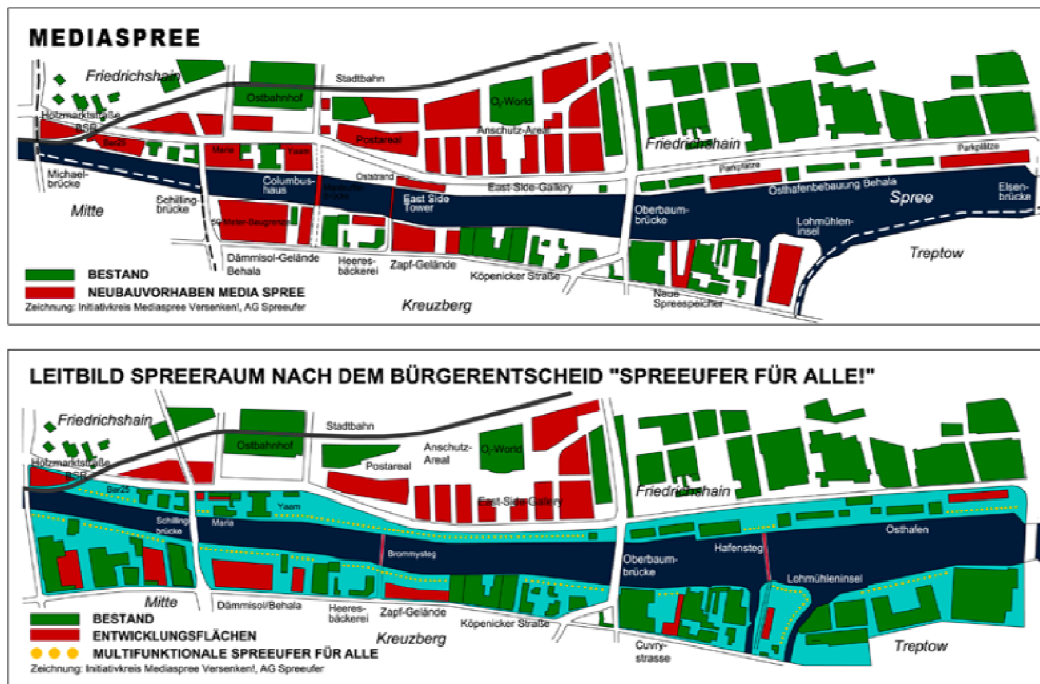 MEDIASPREE
Friedrichshain
Stadtbahn
Ostbahnhof
O2-World
Holzmarktstraße
BSR
Bar25
Maria
Yaam
Postareal
Anschutz-Areal
Friedrichshain
Parkplätze
Parkplätze
Michael-
brücke
Columbus-
haus
Oststrand
East-Side-Gallery
Osthafenbebauung Behala
Mitte
Schilling-
brücke
East Side
Tower
Oberbaum-
brücke
Spree
Lohmühlen-
insel
Elsen-
brücke
Dämmisol-Gelände
Behala
Heeres-
bäckerei
Zapf-Gelände
Köpenicker Straße
Treptow
Neue
Spreespeicher
Kreuzberg
BESTAND
NEUBAUVORHABEN MEDIA SPREE
Zeichnung: Initiativkreis Mediaspree Versenken!, AG Spreeufer
LEITBILD SPREERAUM NACH DEM BÜRGERENTSCHEID "SPREEUFER FÜR ALLE!"
Friedrichshain
Stadtbahn
Ostbahnhof
Anschutz-
Areal
O2-World
Holzmarktstraße
BSR
Postareal
Bar25
Yaam
East-Side-Gallery
Friedrichshain
Schilling
brücke
Maria
Brommysteg
Oberbaum-
brücke
Hafensteg
Osthafen
Lohmühleninsel
Mitte
Dämmisol/Behala
Heeres-
bäckerei
Zapf-Gelände
Köpenicker Straße
Cuvry-
strasse
Kreuzberg
Treptow
BESTAND
ENTWICKLUNGSFLÄCHEN
MULTIFUNKTIONALE SPREEUFER FÜR ALLE
Zeichnung: Initiativkreis Mediaspree Versenken!, AG Spreeufer